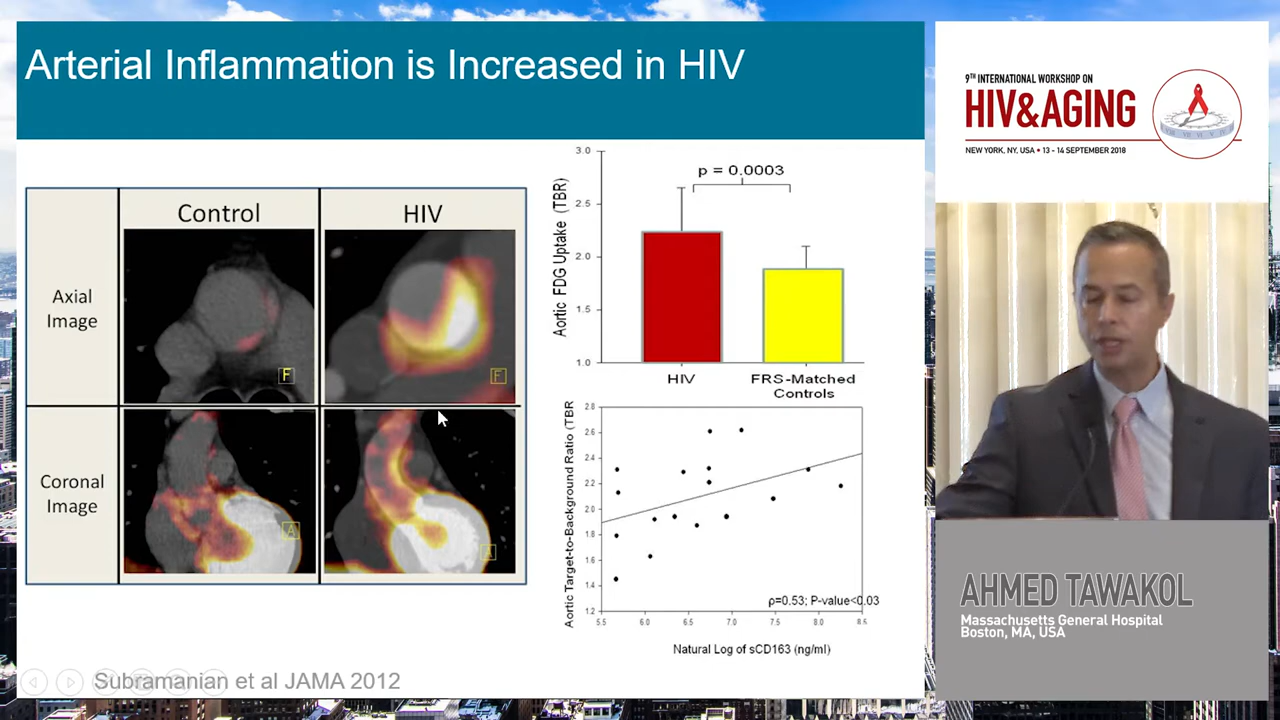 Arterial Inflammation is Increased in HIV
Control
HIV
Axial
Image
F
F
Coronal
Image
A
A
3.0
2.5
2.0
1.5
1.0
Aortic FDG Uptake (TBR)
p = 0.0003
HIV
FRS-Matched
Controls
2.8
2.6
2.4
2.2
2.0
1.8
1.6
1.4
1.2
Aortic Target-to-Background Ratio (TBR
ρ=0.53; P-value<0.03
5.5 6.0 6.5 7.0 7.5 8.0 8.5
Natural Log of sCD163 (ng/ml)
Subramanian et al JAMA 2012
9TH INTERNATIONAL WORKSHOP ON
HIV&AGING
NEW YORK, NY, USA • 13 - 14 SEPTEMBER 2018
AHMED TAWAKOL
Massachusetts General Hospital
Boston, MA, USA